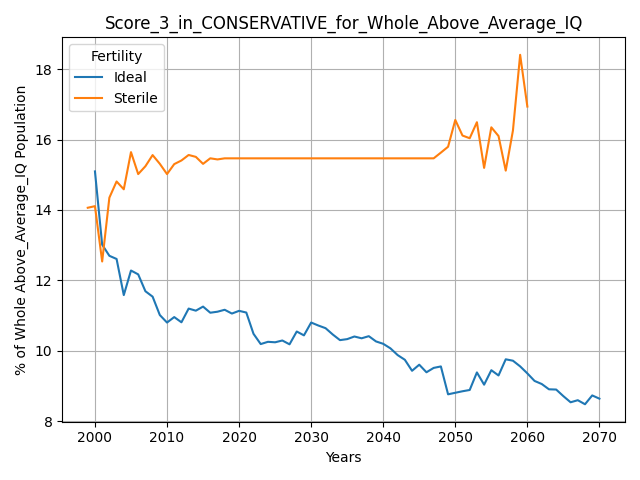 Score_3_in_CONSERVATIVE_for_Whole_Above_Average_IQ
Fertility
Ideal
Sterile
% of Whole Above_Average_IQ Population
18
16
14
12
10
8
2000 2010 2020 2030 2040 2050 2060 2070
Years